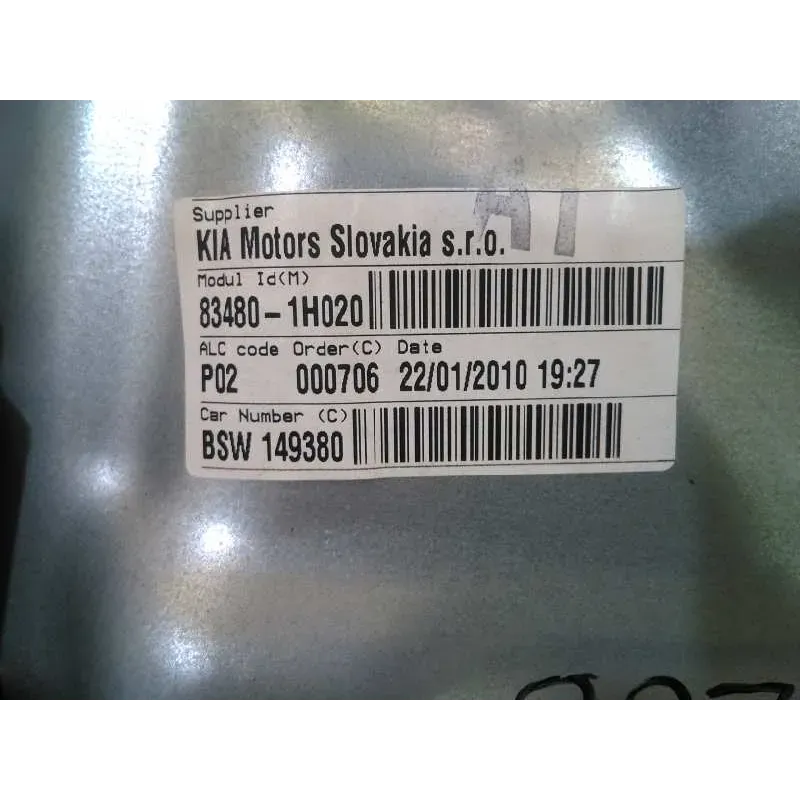 Supplier
KIA Motors Slovakia s.r.o.
Modul Id(M)
83480-1H020
ALC code Order(C) Date
P02 000706 22/01/2010 19:27
Car Number (C)
BSW 149380